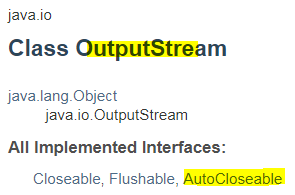 java.io
Class OutputStream
java.lang.Object
java.io.OutputStream
All Implemented Interfaces:
Closeable, Flushable, AutoCloseable